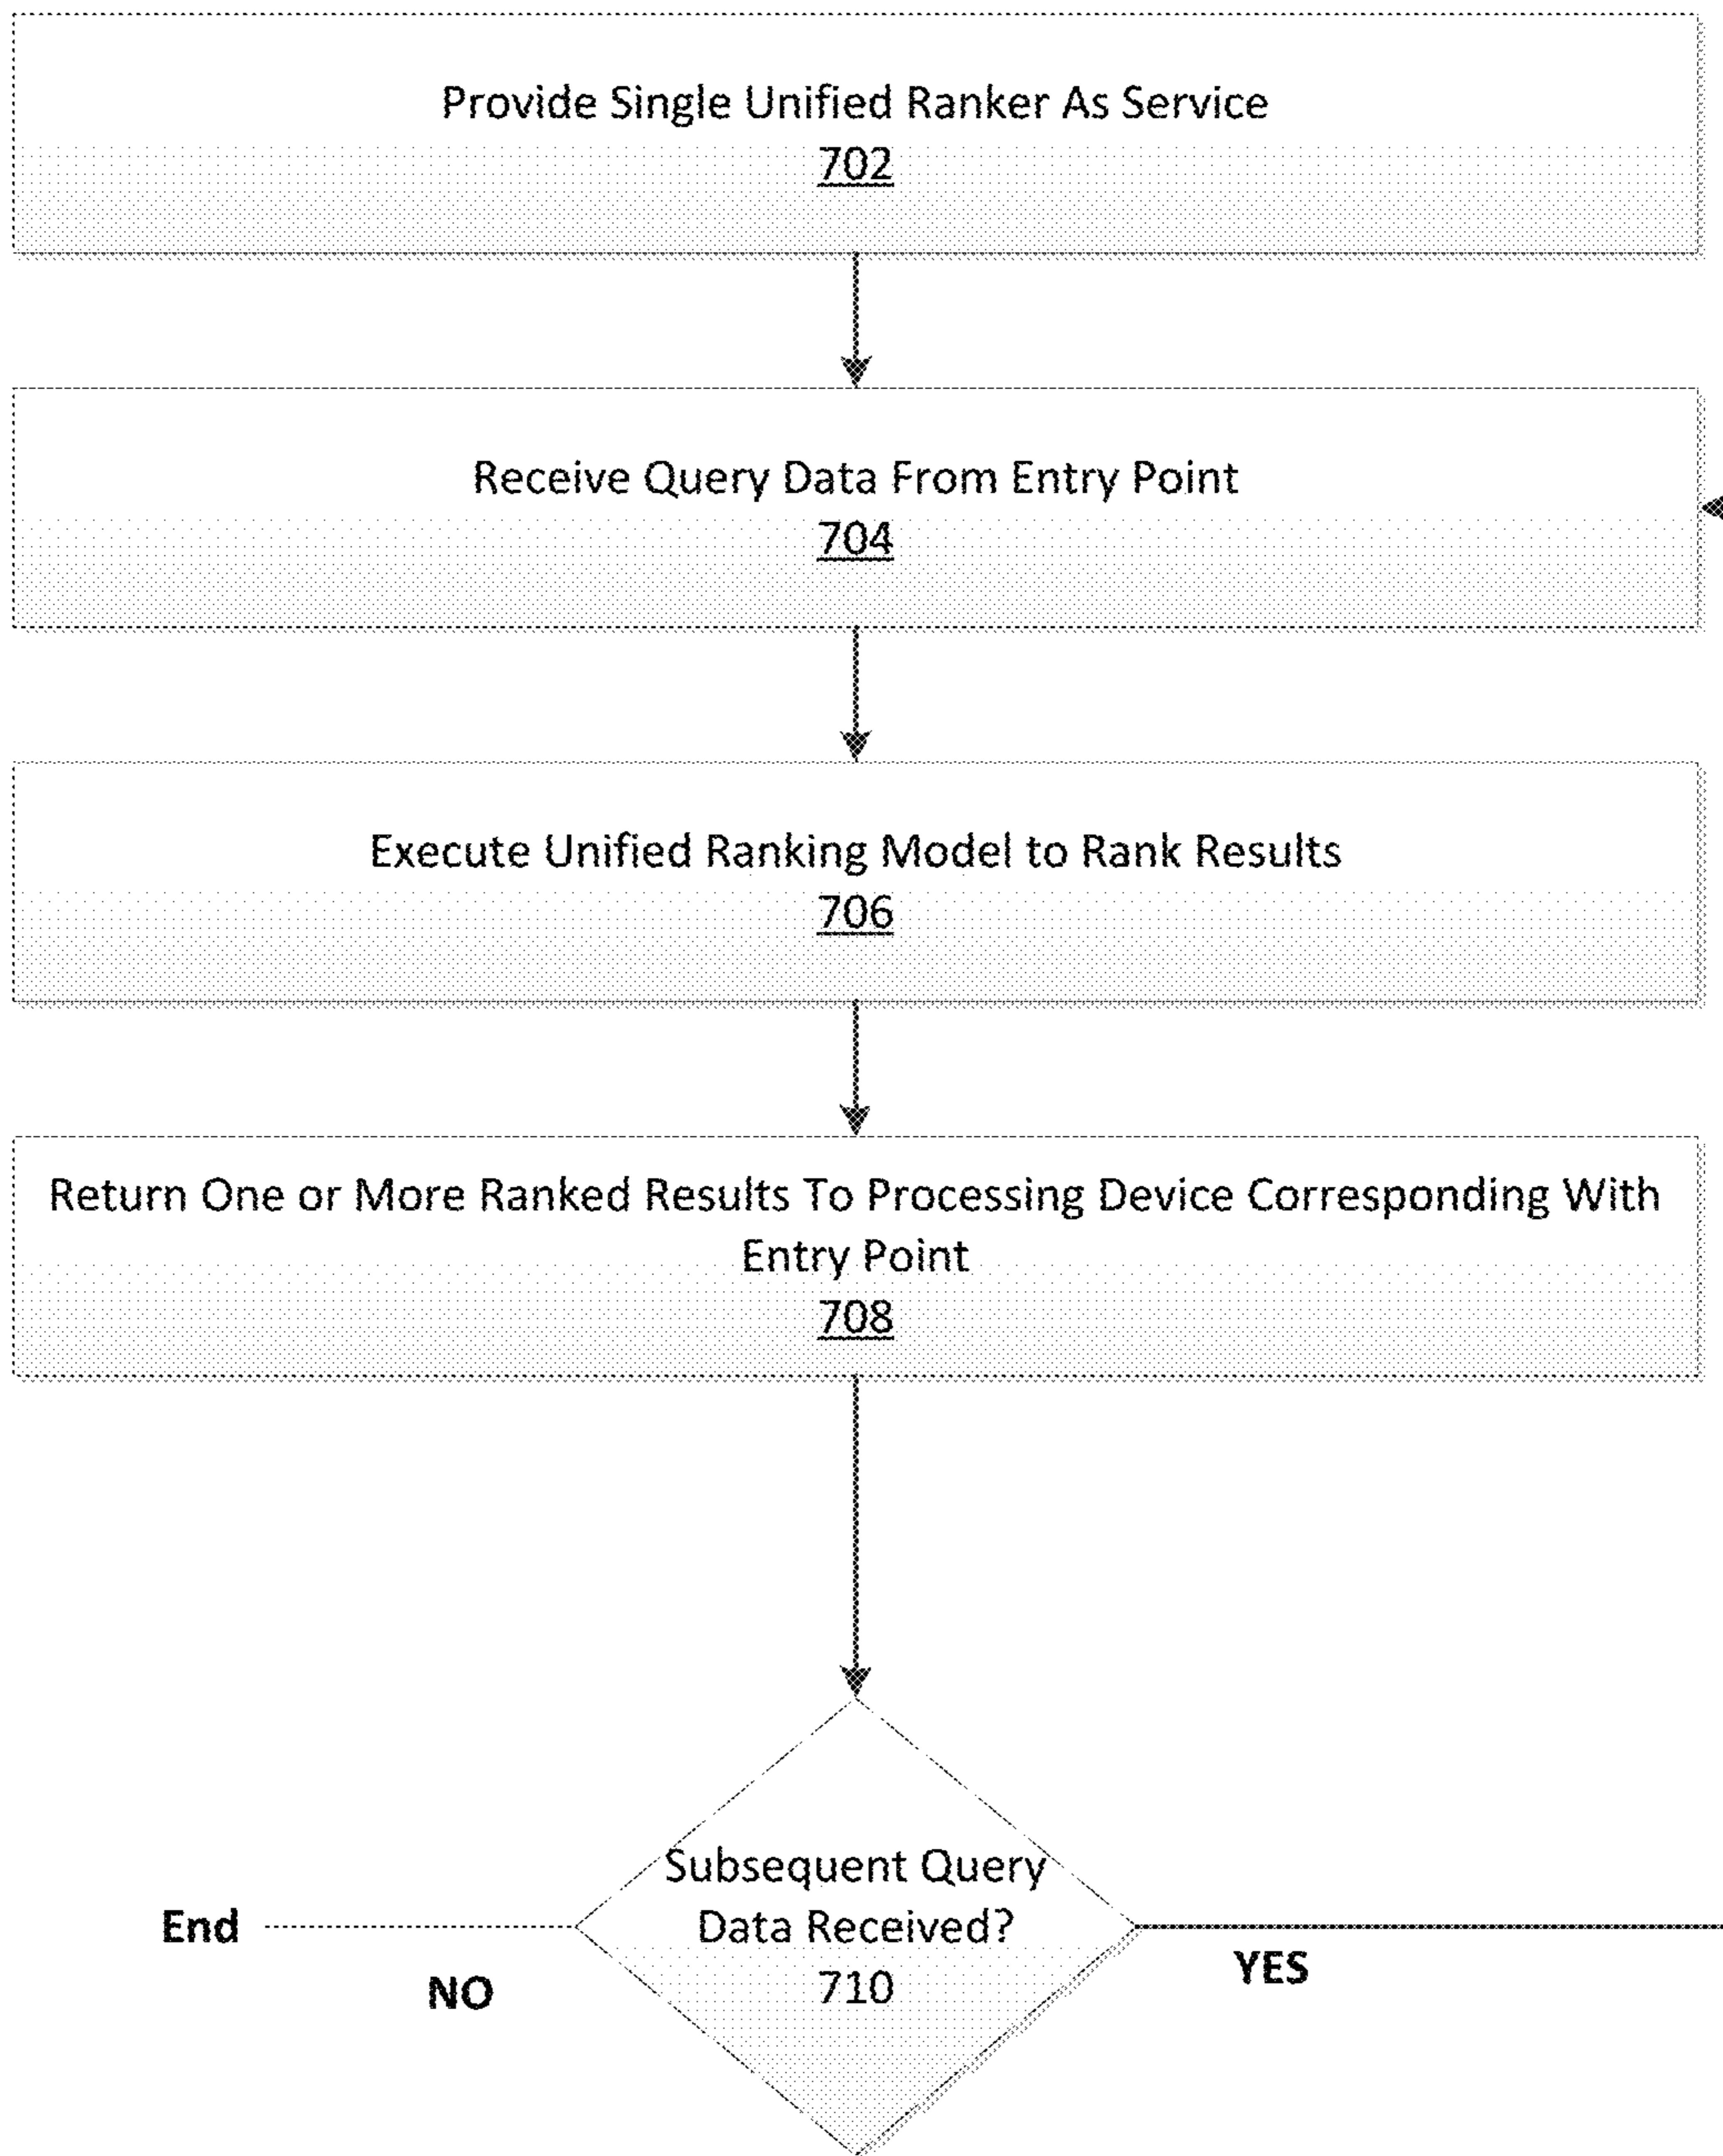 Provide Single Unified Ranker As Service
702
Receive Query Data From Entry Point
704
Execute Unified Ranking Model to Rank Results
706
Return One or More Ranked Results To Processing Device Corresponding With
Entry Point
708
Subsequent Query
Data Received?
710
End
NO
YES